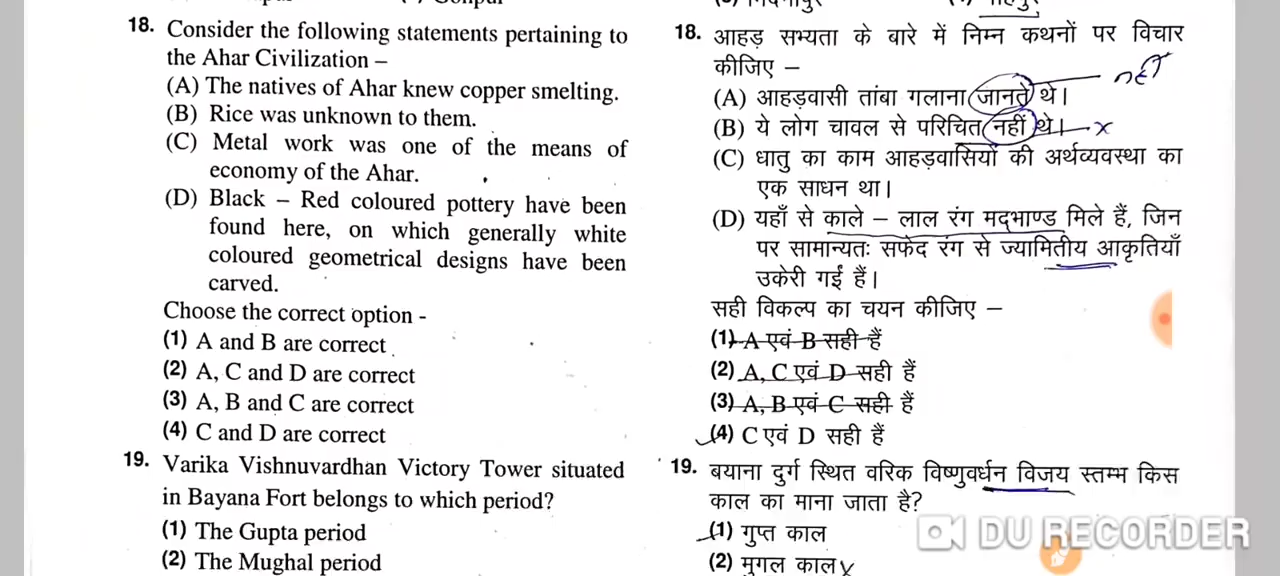 18. Consider the following statements pertaining to
the Ahar Civilization –
(A) The natives of Ahar knew copper smelting.
(B) Rice was unknown to them.
(C) Metal work was one of the means of
economy of the Ahar.
(D) Black – Red coloured pottery have been
found here, on which generally white
coloured geometrical designs have been
carved.
Choose the correct option -
(1) A and B are correct
(2) A, C and D are correct
(3) A, B and C are correct
(4) C and D are correct
19. Varika Vishnuvardhan Victory Tower situated
in Bayana Fort belongs to which period?
(1) The Gupta period
(2) The Mughal period
18. आहड़ सभ्यता के बारे में निम्न कथनों पर विचार
कीजिए –
नहीं
(A) आहड़वासी तांबा गलाना जानते थे।
(B) ये लोग चावल से परिचित नहीं थे। x
(C) धातु का काम आहड़वासियों की अर्थव्यवस्था का
एक साधन था।
(D) यहाँ से काले – लाल रंग मद्भाण्ड मिले हैं, जिन
पर सामान्यतः सफेद रंग से ज्यामितीय आकृतियाँ
उकेरी गई हैं।
सही विकल्प का चयन कीजिए –
(1) A एवं B सही हैं
(2) A, C एवं D सही हैं
(3) A, B एवं C सही हैं
(4) C एवं D सही हैं
19. बयाना दुर्ग स्थित वरिक विष्णुवर्धन विजय स्तम्भ किस
काल का माना जाता है?
(1) गुप्त काल
(2) मुगल काल x
DU RECORDER